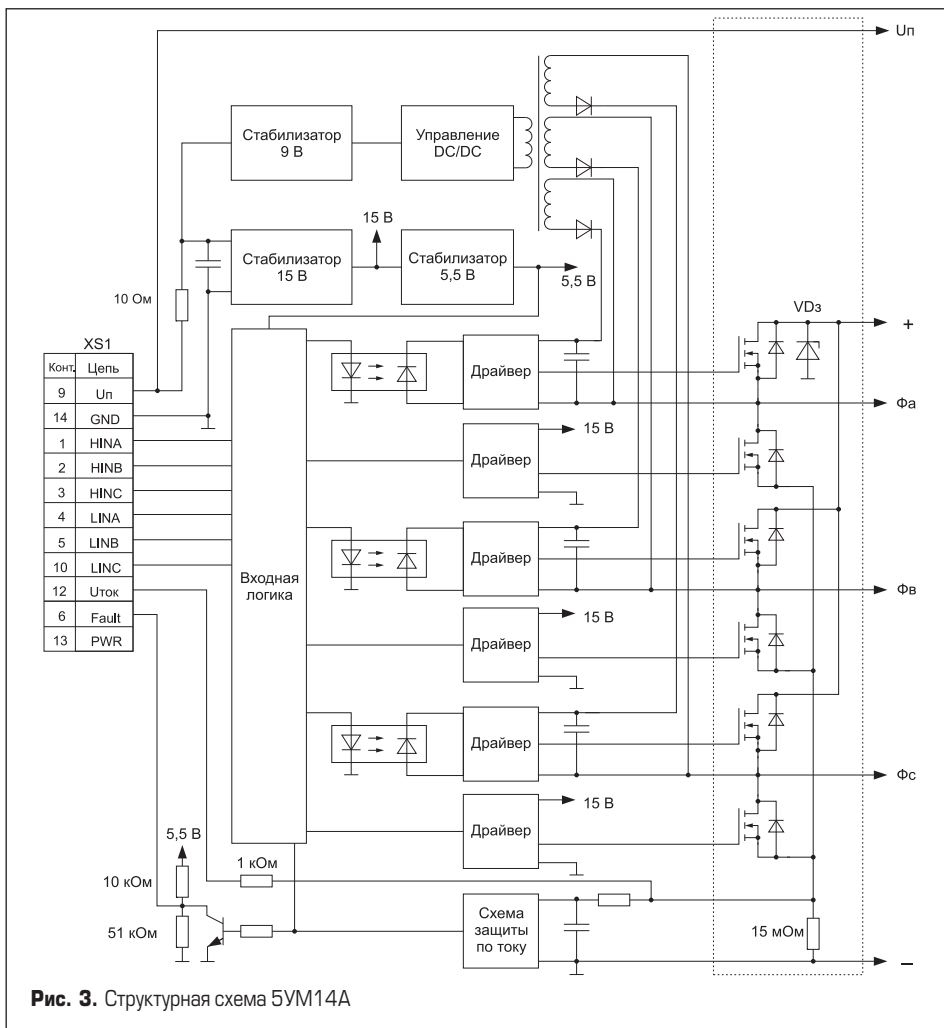 Uп
Стабилизатор
9 В
Управление
DC/DC
15 В
Стабилизатор
15 В
Стабилизатор
5,5 В
5,5 В
10 Ом
VDз
+
XS1
Конт. Цепь
9 Uп
14 GND
1 HINA
2 HINB
3 HINC
4 LINA
5 LINB
10 LINC
12 Uток
6 Fault
13 PWR
Входная
логика
Драйвер
Фа
Драйвер
15 В
Драйвер
Фв
Драйвер
15 В
Драйвер
Фс
Драйвер
15 В
5,5 В
10 кОм
51 кОм
1 кОм
Схема
защиты
по току
15 мОм
–
Рис. 3. Структурная схема 5УМ14А